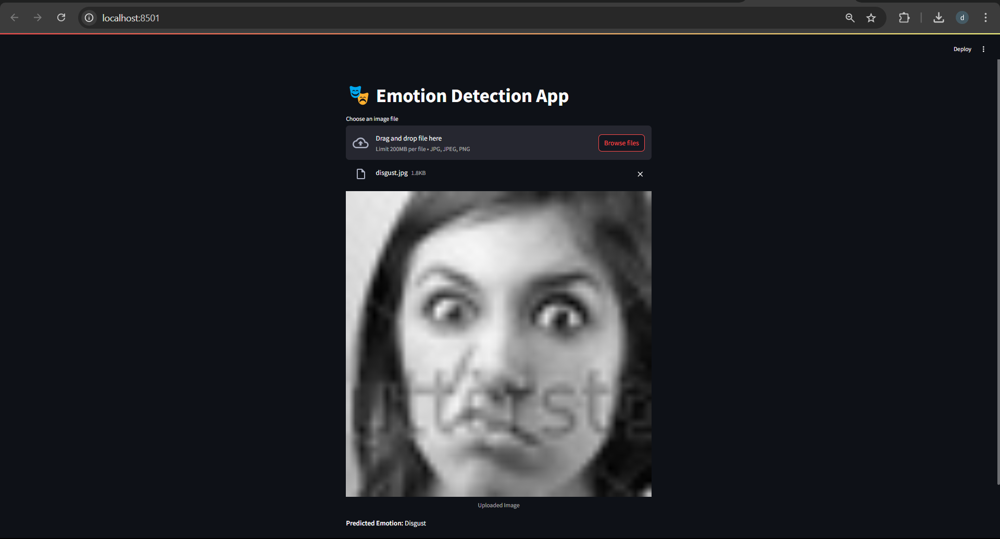 localhost:8501
Deploy
Emotion Detection App
Choose an image file
Drag and drop file here
Limit 200MB per file • JPG, JPEG, PNG
Browse files
disgust.jpg 1.8KB
Uploaded Image
Predicted Emotion: Disgust
d